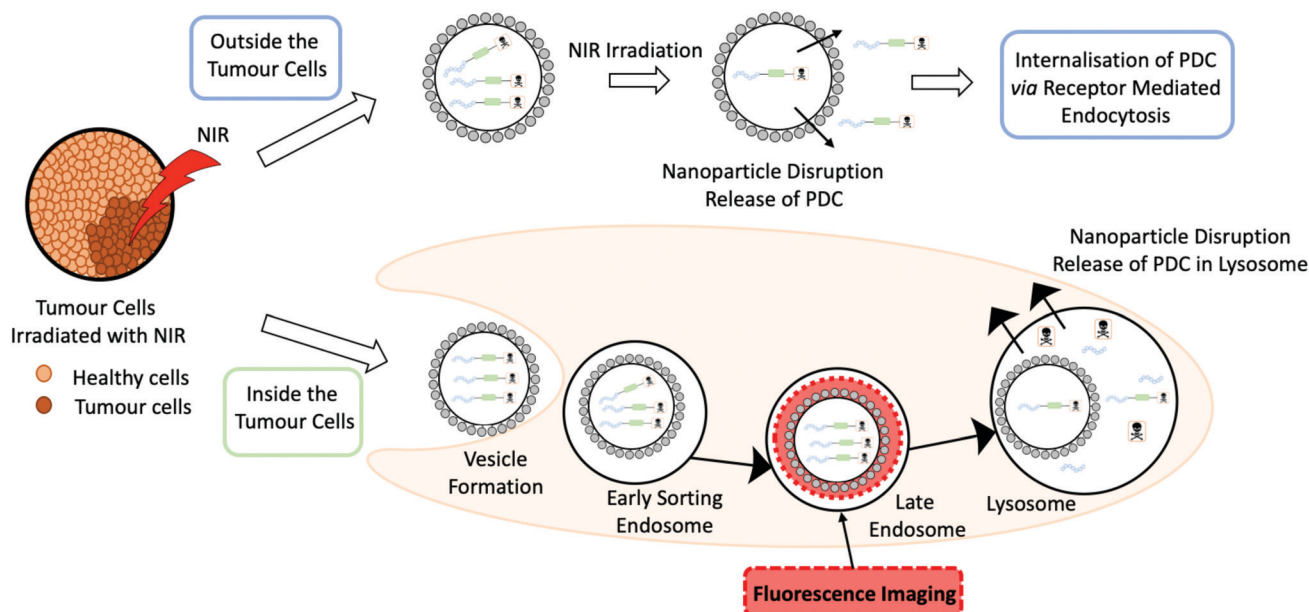 Outside the
Tumour Cells
NIR Irradiation
Internalisation of PDC
via Receptor Mediated
Endocytosis
NIR
Nanoparticle Disruption
Release of PDC
Tumour Cells
Irradiated with NIR
Healthy cells
Tumour cells
Inside the
Tumour Cells
Vesicle
Formation
Early Sorting
Endosome
Late
Endosome
Lysosome
Nanoparticle Disruption
Release of PDC in Lysosome
Fluorescence Imaging